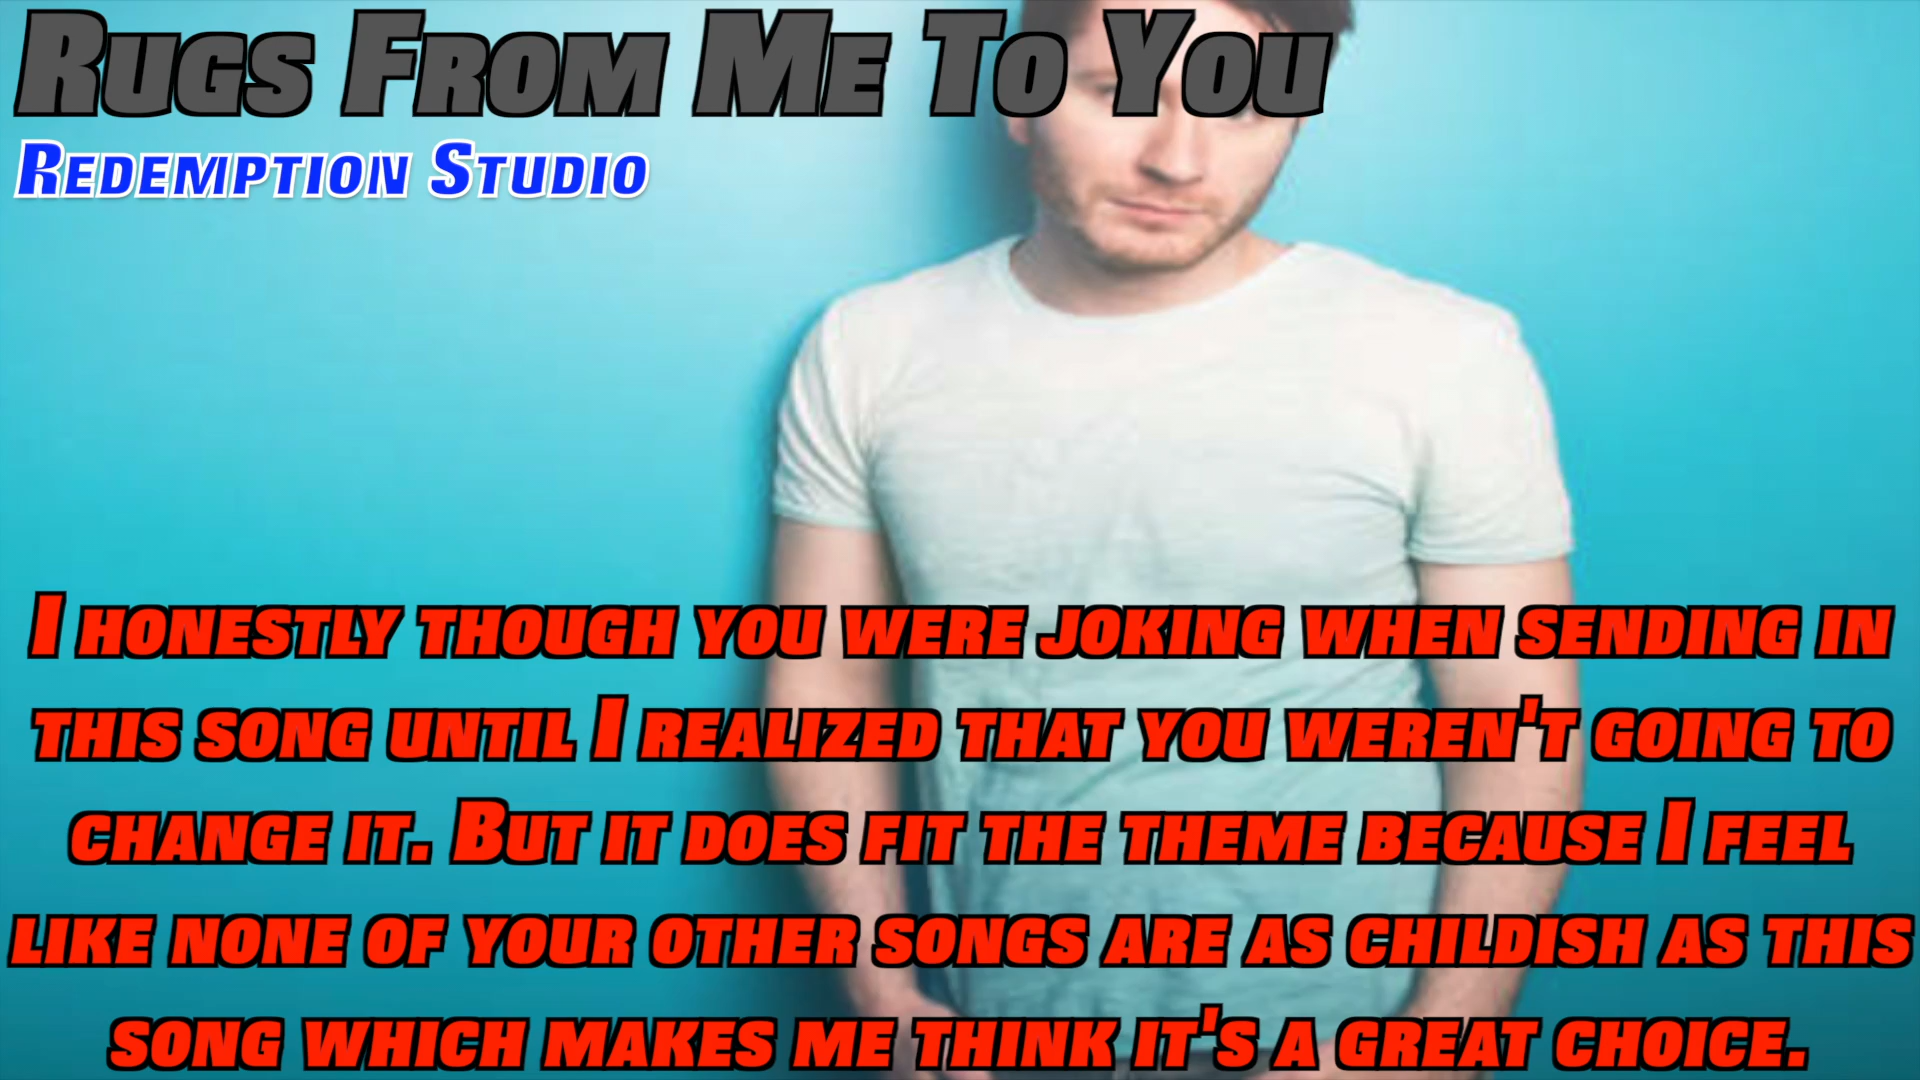 Rugs From Me To You
Redemption Studio
I honestly though you were joking when sending in
this song until I realized that you weren't going to
change it. But it does fit the theme because I feel
like none of your other songs are as childish as this
song which makes me think it's a great choice.